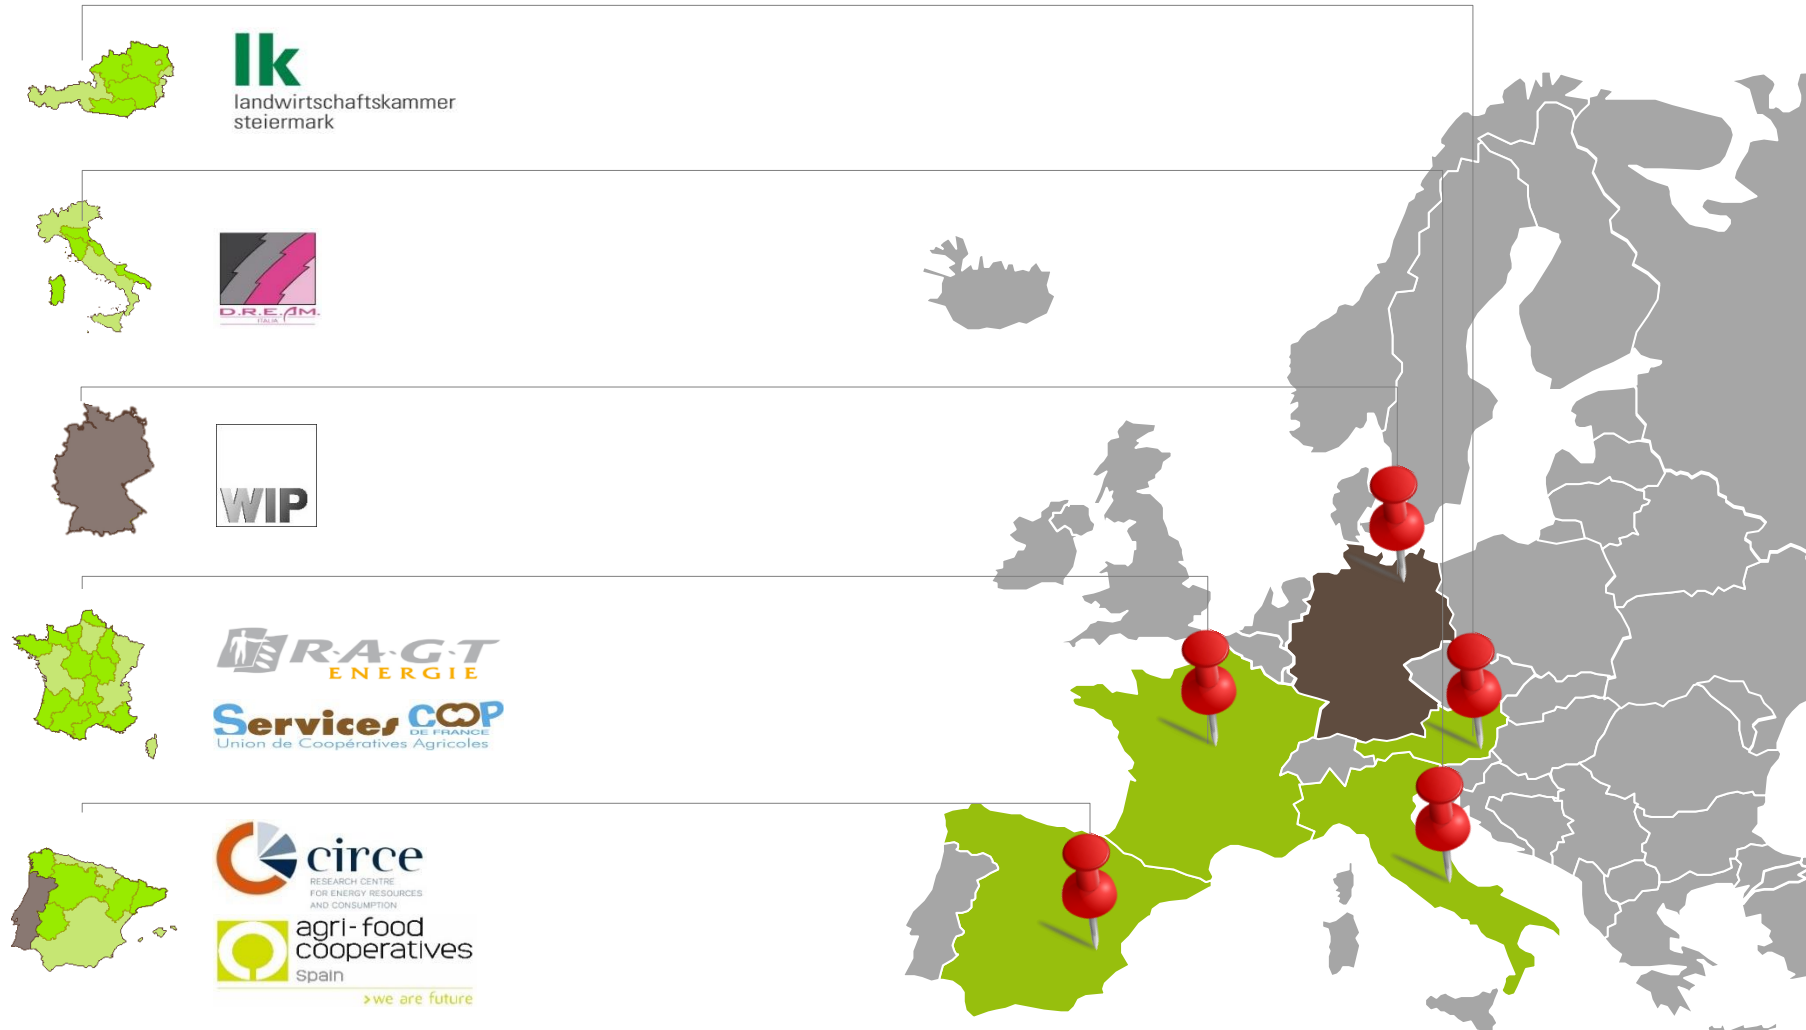 lk
landwirtschaftskammer
steiermark
D.R.E.AM.
ITALIA
WIP
R·A·G·T
ENERGIE
Services COOP
DE FRANCE
Union de Coopératives Agricoles
circe
RESEARCH CENTRE
FOR ENERGY RESOURCES
AND CONSUMPTION
agri-food
cooperatives
Spain
>we are future